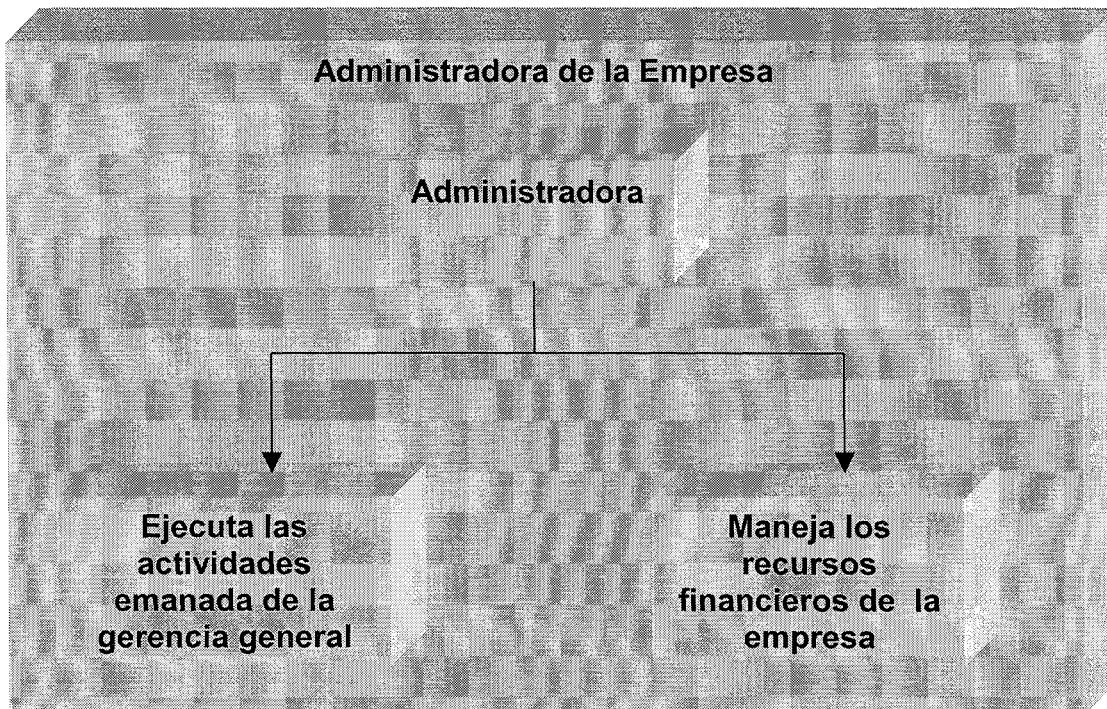 Administradora de la Empresa
Administradora
Ejecuta las
actividades
emanada de la
gerencia general
Maneja los
recursos
financieros de la
empresa